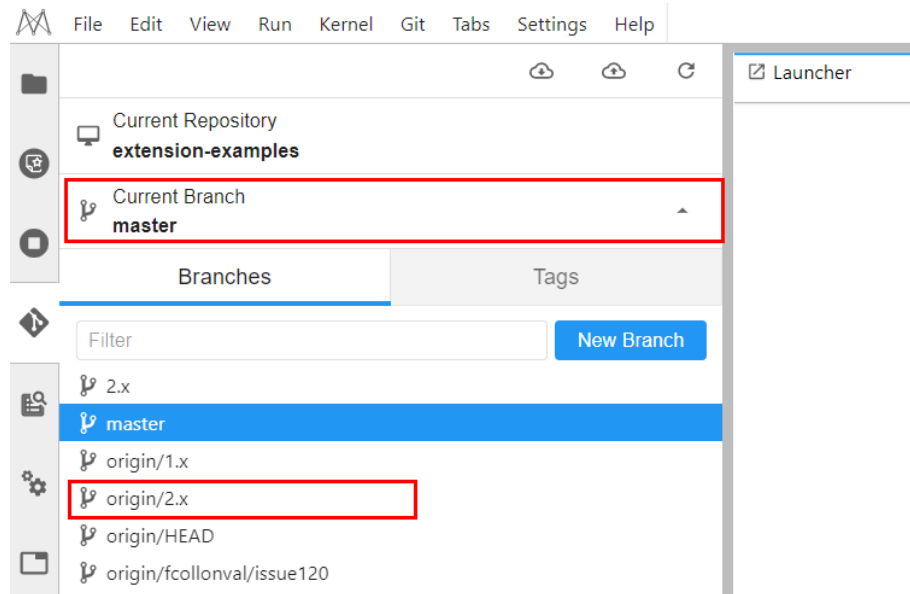 File Edit View Run Kernel Git Tabs Settings Help
Launcher
Current Repository
extension-examples
Current Branch
master
Branches Tags
Filter New Branch
2.x
master
origin/1.x
origin/2.x
origin/HEAD
origin/fcollonval/issue120